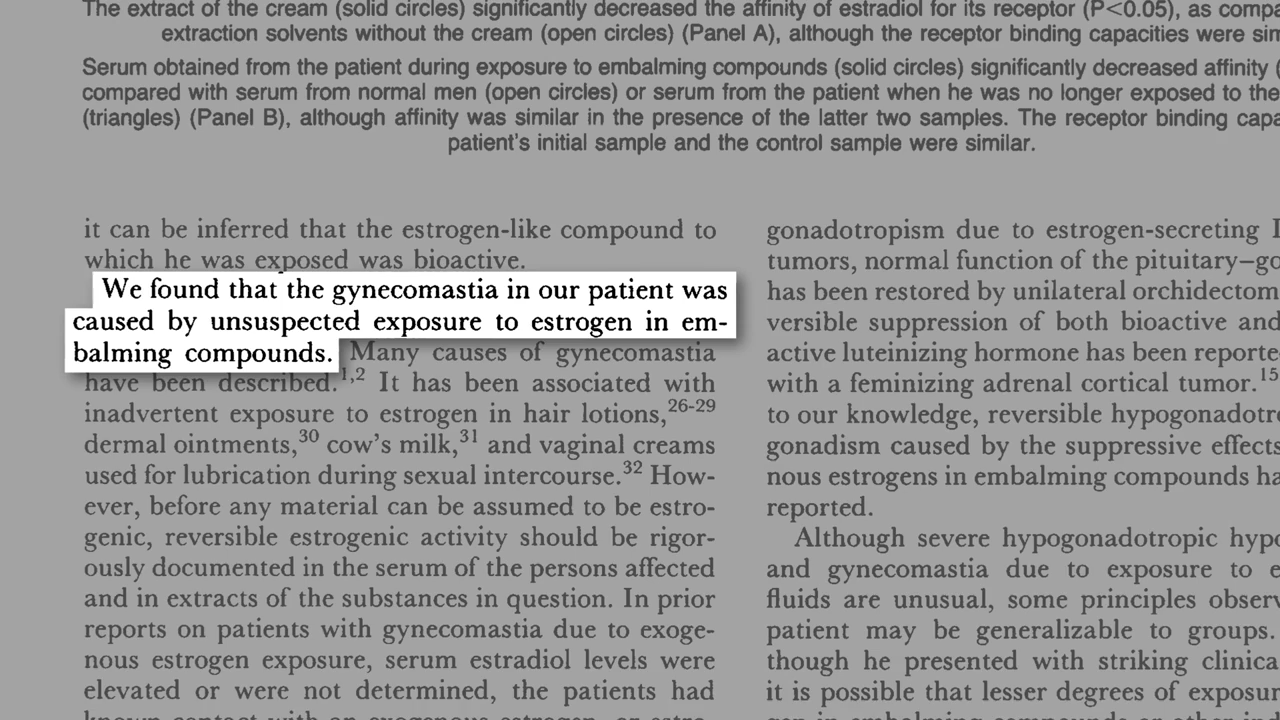 The extract of the cream (solid circles) significantly decreased the affinity of estradiol for its receptor (P<0.05), as
extraction solvents without the cream (open circles) (Panel A), although the receptor binding capacities were
Serum obtained from the patient during exposure to embalming compounds (solid circles) significantly decreased affinity
compared with serum from normal men (open circles) or serum from the patient when he was no longer exposed to the
(triangles) (Panel B), although affinity was similar in the presence of the latter two samples. The receptor binding
patient's initial sample and the control sample were similar.
it can be inferred that the estrogen-like compound to
which he was exposed was bioactive.
We found that the gynecomastia in our patient was
caused by unsuspected exposure to estrogen in em-
balming compounds. Many causes of gynecomastia
have been described.1,2 It has been associated with
inadvertent exposure to estrogen in hair lotions,26-29
dermal ointments,30 cow's milk,31 and vaginal creams
used for lubrication during sexual intercourse.32 How-
ever, before any material can be assumed to be estro-
genic, reversible estrogenic activity should be rigor-
ously documented in the serum of the persons affected
and in extracts of the substances in question. In prior
reports on patients with gynecomastia due to exoge-
nous estrogen exposure, serum estradiol levels were
elevated or were not determined, the patients had
gonadotropism due to estrogen-secreting
tumors, normal function of the pituitary–
has been restored by unilateral
versible suppression of both bioactive and
active luteinizing hormone has been
with a feminizing adrenal cortical tumor.15
to our knowledge, reversible
gonadism caused by the suppressive effects
nous estrogens in embalming compounds
reported.
Although severe hypogonadotropic
and gynecomastia due to exposure to
fluids are unusual, some principles
patient may be generalizable to groups.
though he presented with striking
it is possible that lesser degrees of